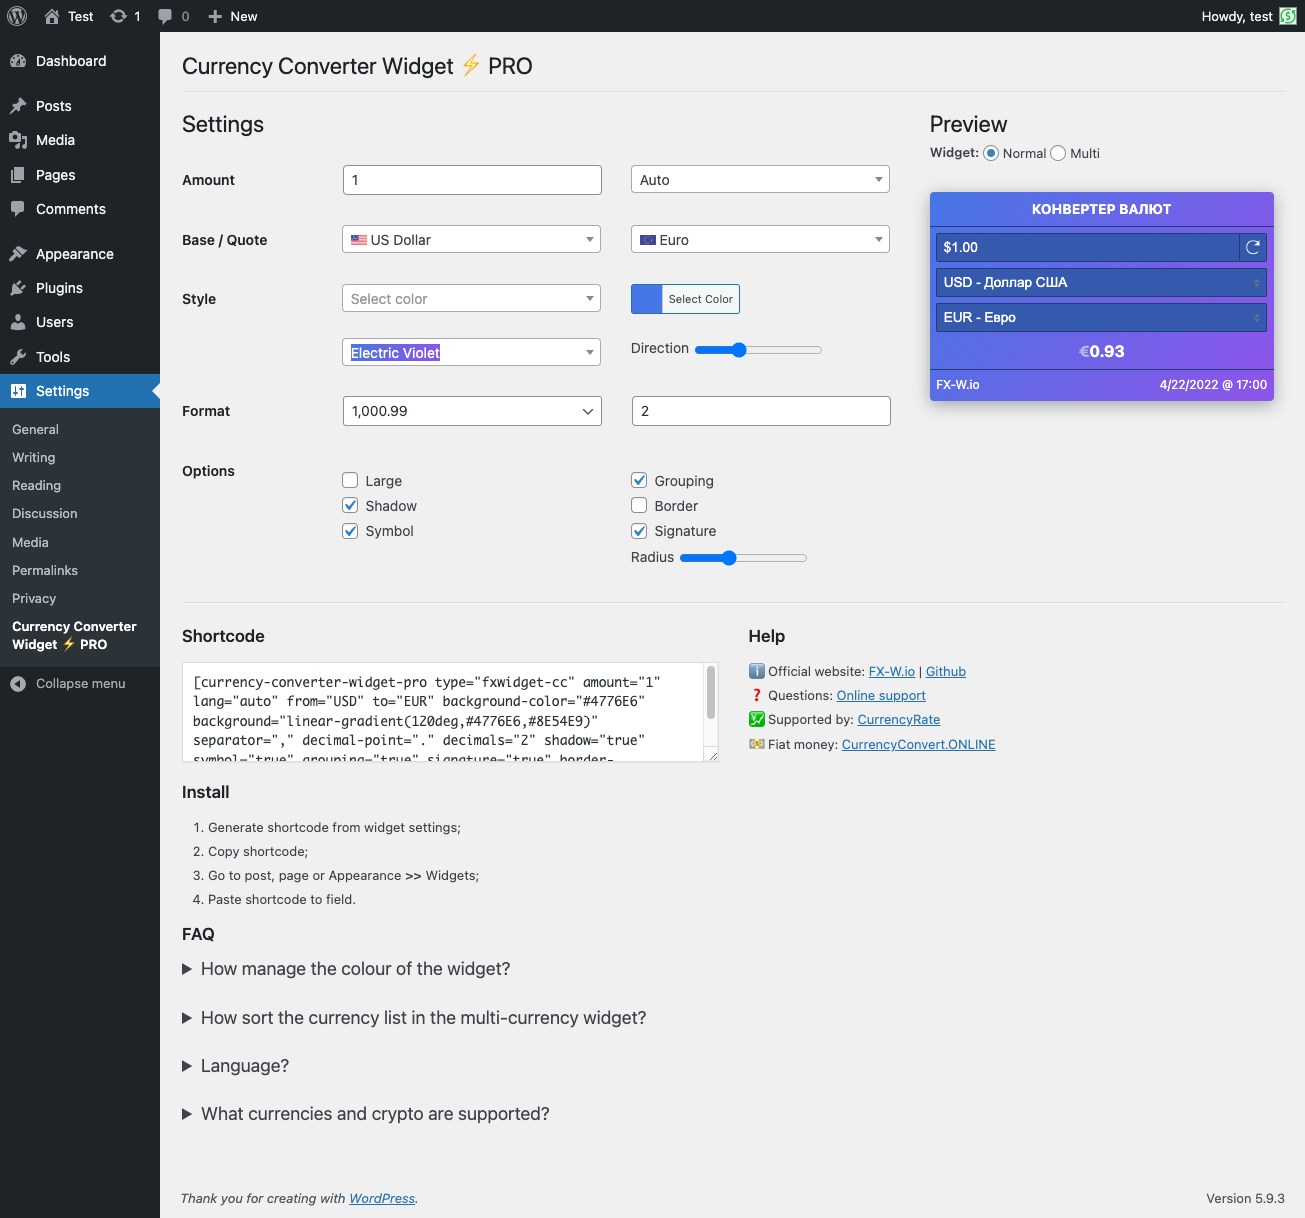 Test 1 0 New Howdy, test
Dashboard
Posts
Media
Pages
Comments
Appearance
Plugins
Users
Tools
Settings
General
Writing
Reading
Discussion
Media
Permalinks
Privacy
Currency Converter
Widget ⚡ PRO
Collapse menu
Currency Converter Widget ⚡ PRO
Settings
Amount 1 Auto
Base / Quote US Dollar Euro
Style Select color Select Color
Electric Violet Direction
Format 1,000.99 2
Options
Large Grouping
Shadow Border
Symbol Signature
Radius
Preview
Widget: Normal Multi
КОНВЕРТЕР ВАЛЮТ
$1.00
USD - Доллар США
EUR - Евро
€0.93
FX-W.io 4/22/2022 @ 17:00
Shortcode
[currency-converter-widget-pro type="fxwidget-cc" amount="1"
lang="auto" from="USD" to="EUR" background-color="#4776E6"
background="linear-gradient(120deg,#4776E6,#8E54E9)"
separator="," decimal-point="." decimals="2" shadow="true"
symbol="true" grouping="true" signature="true" border-
Help
Official website: FX-W.io | Github
Questions: Online support
Supported by: CurrencyRate
Fiat money: CurrencyConvert.ONLINE
Install
1. Generate shortcode from widget settings;
2. Copy shortcode;
3. Go to post, page or Appearance >> Widgets;
4. Paste shortcode to field.
FAQ
How manage the colour of the widget?
How sort the currency list in the multi-currency widget?
Language?
What currencies and crypto are supported?
Thank you for creating with WordPress. Version 5.9.3